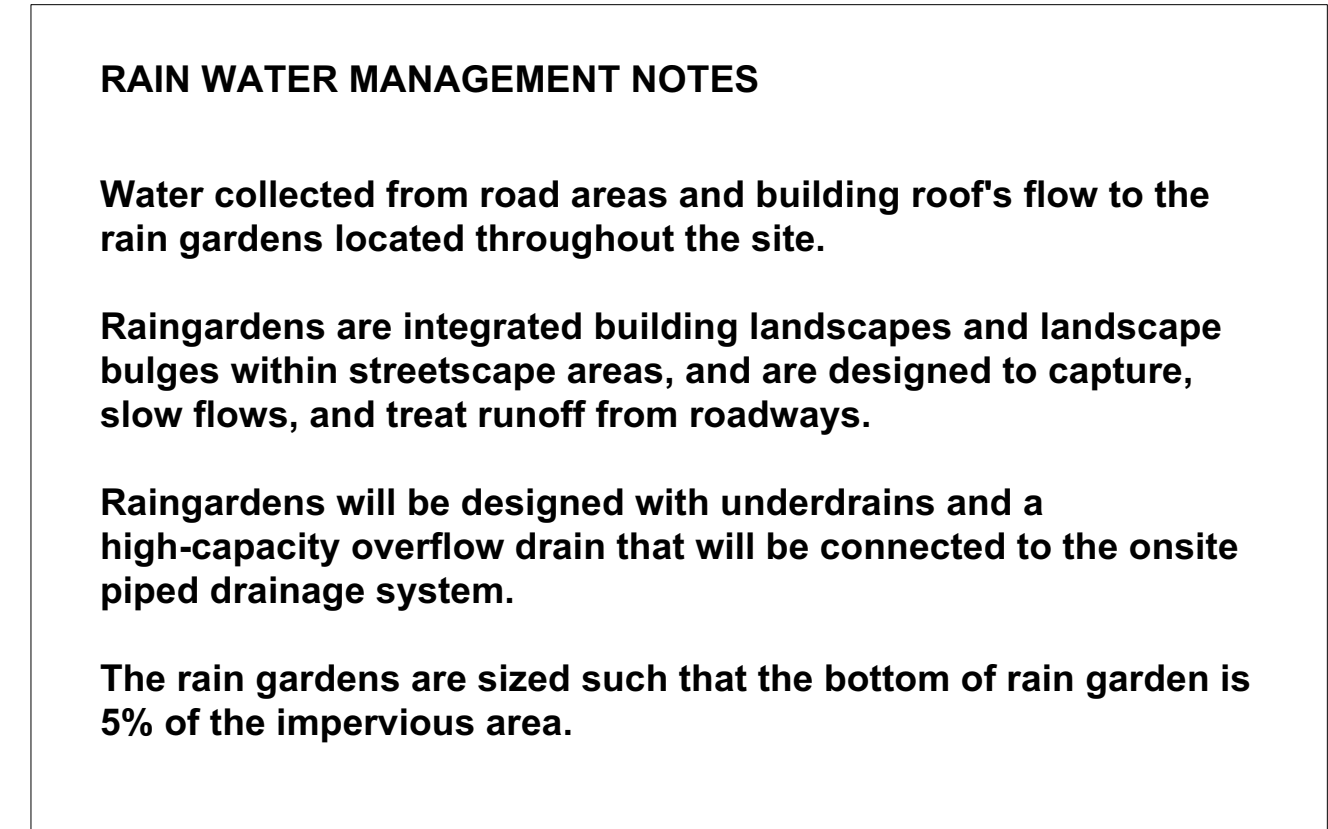 RAIN WATER MANAGEMENT NOTES
Water collected from road areas and building roof's flow to the
rain gardens located throughout the site.
Raingardens are integrated building landscapes and landscape
bulges within streetscape areas, and are designed to capture,
slow flows, and treat runoff from roadways.
Raingardens will be designed with underdrains and a
high-capacity overflow drain that will be connected to the onsite
piped drainage system.
The rain gardens are sized such that the bottom of rain garden is
5% of the impervious area.